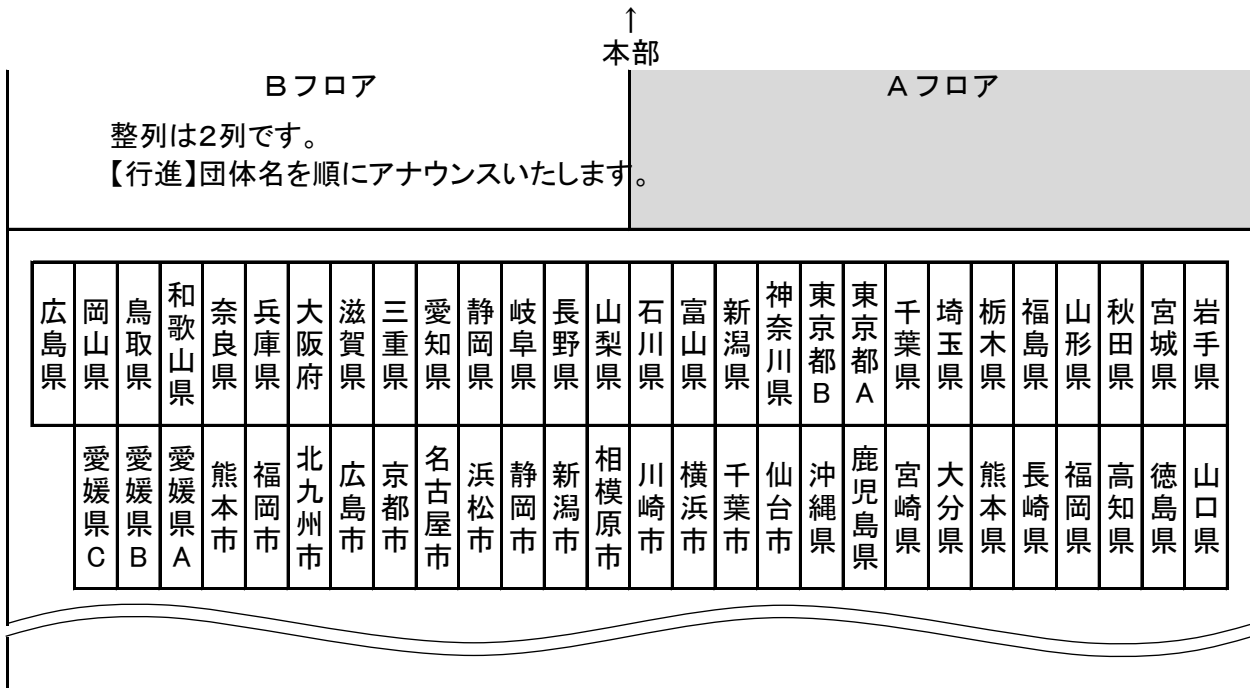 ↑
本部
Bフロア
Aフロア
整列は2列です。
【行進】団体名を順にアナウンスいたします。
広島県
岡山県
鳥取県
和歌山県
奈良県
兵庫県
大阪府
滋賀県
三重県
愛知県
静岡県
岐阜県
長野県
山梨県
石川県
富山県
新潟県
神奈川県
東京都B
東京都A
千葉県
埼玉県
栃木県
福島県
山形県
秋田県
宮城県
岩手県
愛媛県C
愛媛県B
愛媛県A
熊本市
福岡市
北九州市
広島市
京都市
名古屋市
浜松市
静岡市
新潟市
相模原市
川崎市
横浜市
千葉市
仙台市
沖縄県
鹿児島県
宮崎県
大分県
熊本県
長崎県
福岡県
高知県
徳島県
山口県